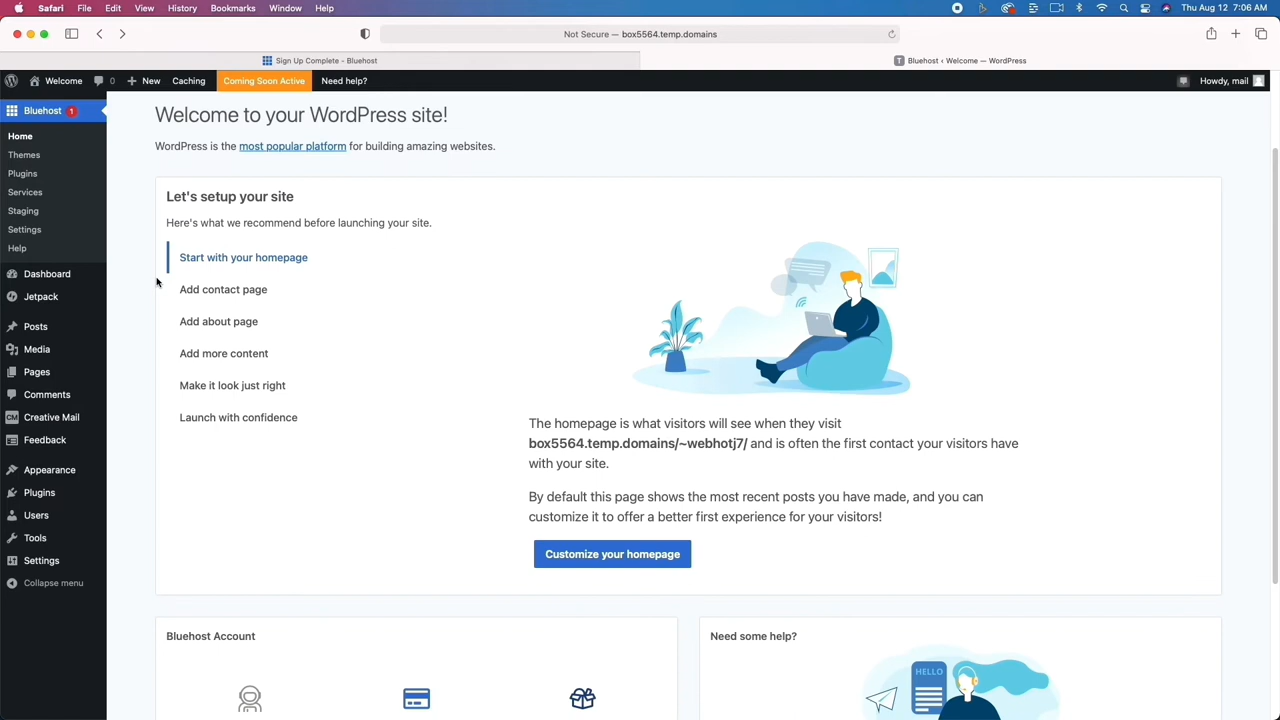 Safari File Edit View History Bookmarks Window Help Thu Aug 12 7:06 AM
Not Secure — box5564.temp.domains
Sign Up Complete - Bluehost
T Bluehost ‹ Welcome — WordPress
Welcome 0 New Caching Coming Soon Active Need help? Howdy, mail
Bluehost 1
Home
Themes
Plugins
Services
Staging
Settings
Help
Dashboard
Jetpack
Posts
Media
Pages
Comments
CM Creative Mail
Feedback
Appearance
Plugins
Users
Tools
Settings
Collapse menu
Welcome to your WordPress site!
WordPress is the most popular platform for building amazing websites.
Let's setup your site
Here's what we recommend before launching your site.
Start with your homepage
Add contact page
Add about page
Add more content
Make it look just right
Launch with confidence
The homepage is what visitors will see when they visit
box5564.temp.domains/~webhotj7/ and is often the first contact your visitors have
with your site.
By default this page shows the most recent posts you have made, and you can
customize it to offer a better first experience for your visitors!
Customize your homepage
Bluehost Account
Need some help?
HELLO